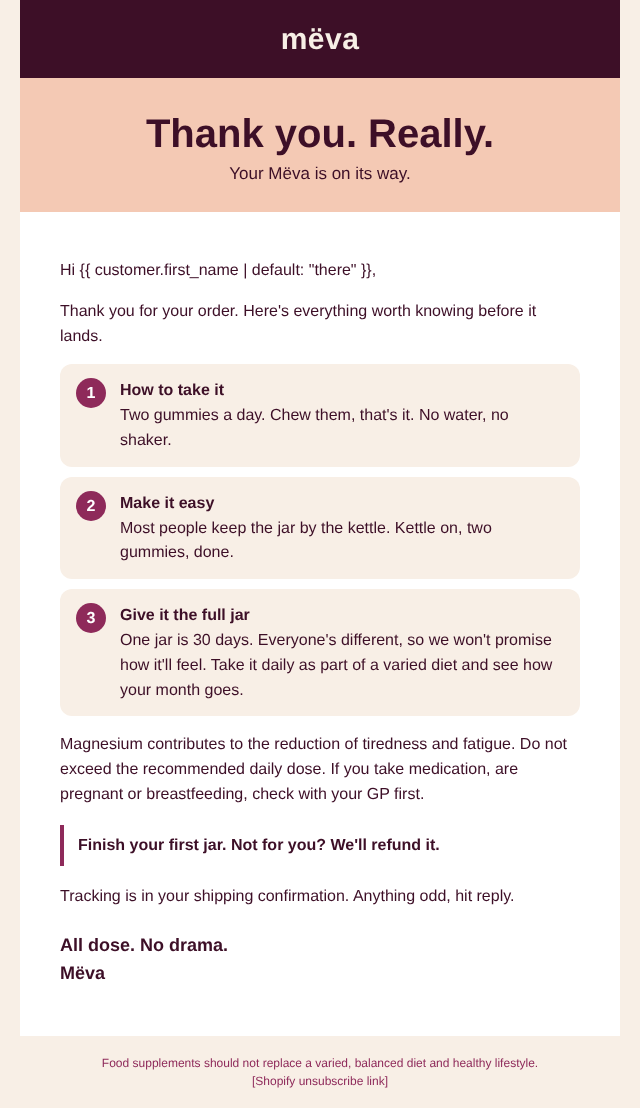 mëva
Thank you. Really.
Your Mëva is on its way.
Hi {{ customer.first_name | default: "there" }},
Thank you for your order. Here's everything worth knowing before it
lands.
1
How to take it
Two gummies a day. Chew them, that's it. No water, no
shaker.
2
Make it easy
Most people keep the jar by the kettle. Kettle on, two
gummies, done.
3
Give it the full jar
One jar is 30 days. Everyone's different, so we won't promise
how it'll feel. Take it daily as part of a varied diet and see how
your month goes.
Magnesium contributes to the reduction of tiredness and fatigue. Do not
exceed the recommended daily dose. If you take medication, are
pregnant or breastfeeding, check with your GP first.
Finish your first jar. Not for you? We'll refund it.
Tracking is in your shipping confirmation. Anything odd, hit reply.
All dose. No drama.
Mëva
Food supplements should not replace a varied, balanced diet and healthy lifestyle.
[Shopify unsubscribe link]